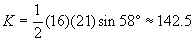 K = 1/2 (16)(21) sin 58° ≈ 142.5